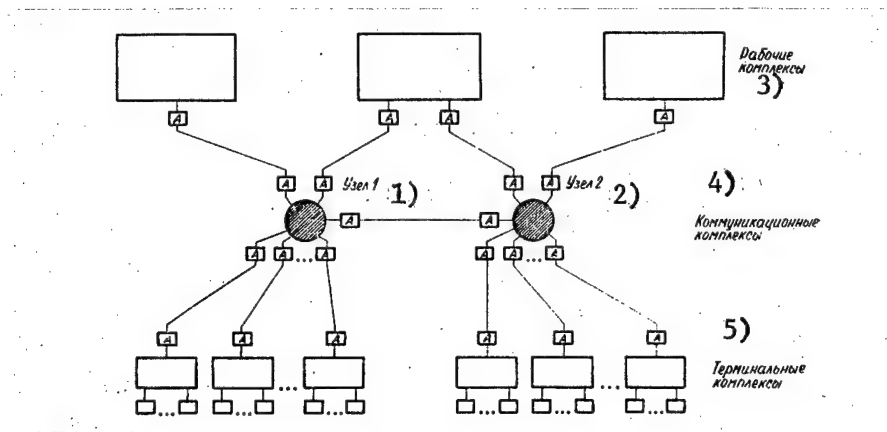 Рабочие
комплексы
3)
А А А А
А А Узел 1 1) А А Узел 2 2) 4)
А А
Коммуникационные
комплексы
А А ... А А А ... А
5)
А А А А А А
Терминальные
комплексы
... ...
... ... ... ... ... ...